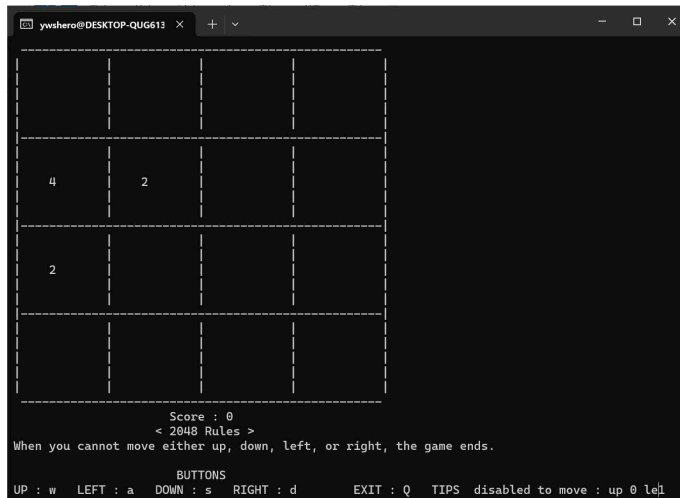 ywshero@DESKTOP-QUG613
4 2
2
Score : 0
< 2048 Rules >
When you cannot move either up, down, left, or right, the game ends.
BUTTONS
UP : w LEFT : a DOWN : s RIGHT : d EXIT : Q TIPS disabled to move : up 0 le